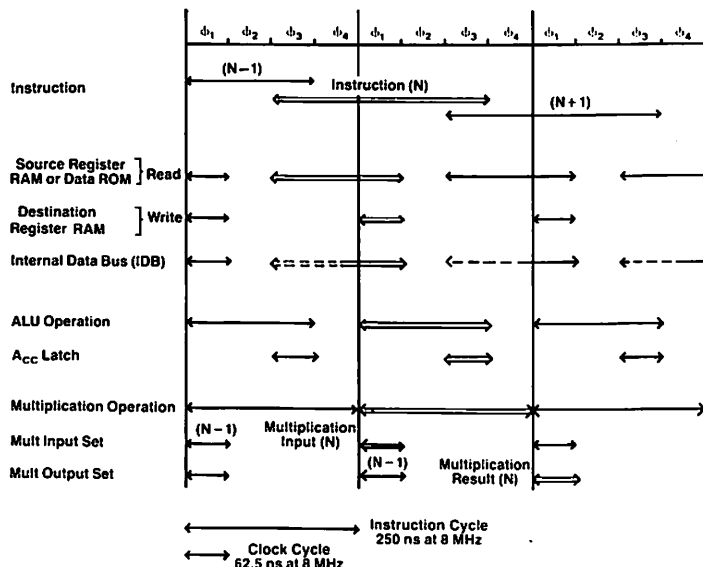 Φ₁ Φ₂ Φ₃ Φ₄ Φ₁ Φ₂ Φ₃ Φ₄ Φ₁ Φ₂ Φ₃ Φ₄
(N−1)
Instruction
Instruction (N)
(N+1)
Source Register
RAM or Data ROM } Read
Destination
Register RAM } Write
Internal Data Bus (IDB)
ALU Operation
ACC Latch
Multiplication Operation
(N−1)
Multiplication
Input (N)
Mult Input Set
(N−1)
Multiplication
Result (N)
Mult Output Set
Instruction Cycle
250 ns at 8 MHz
Clock Cycle
62.5 ns at 8 MHz